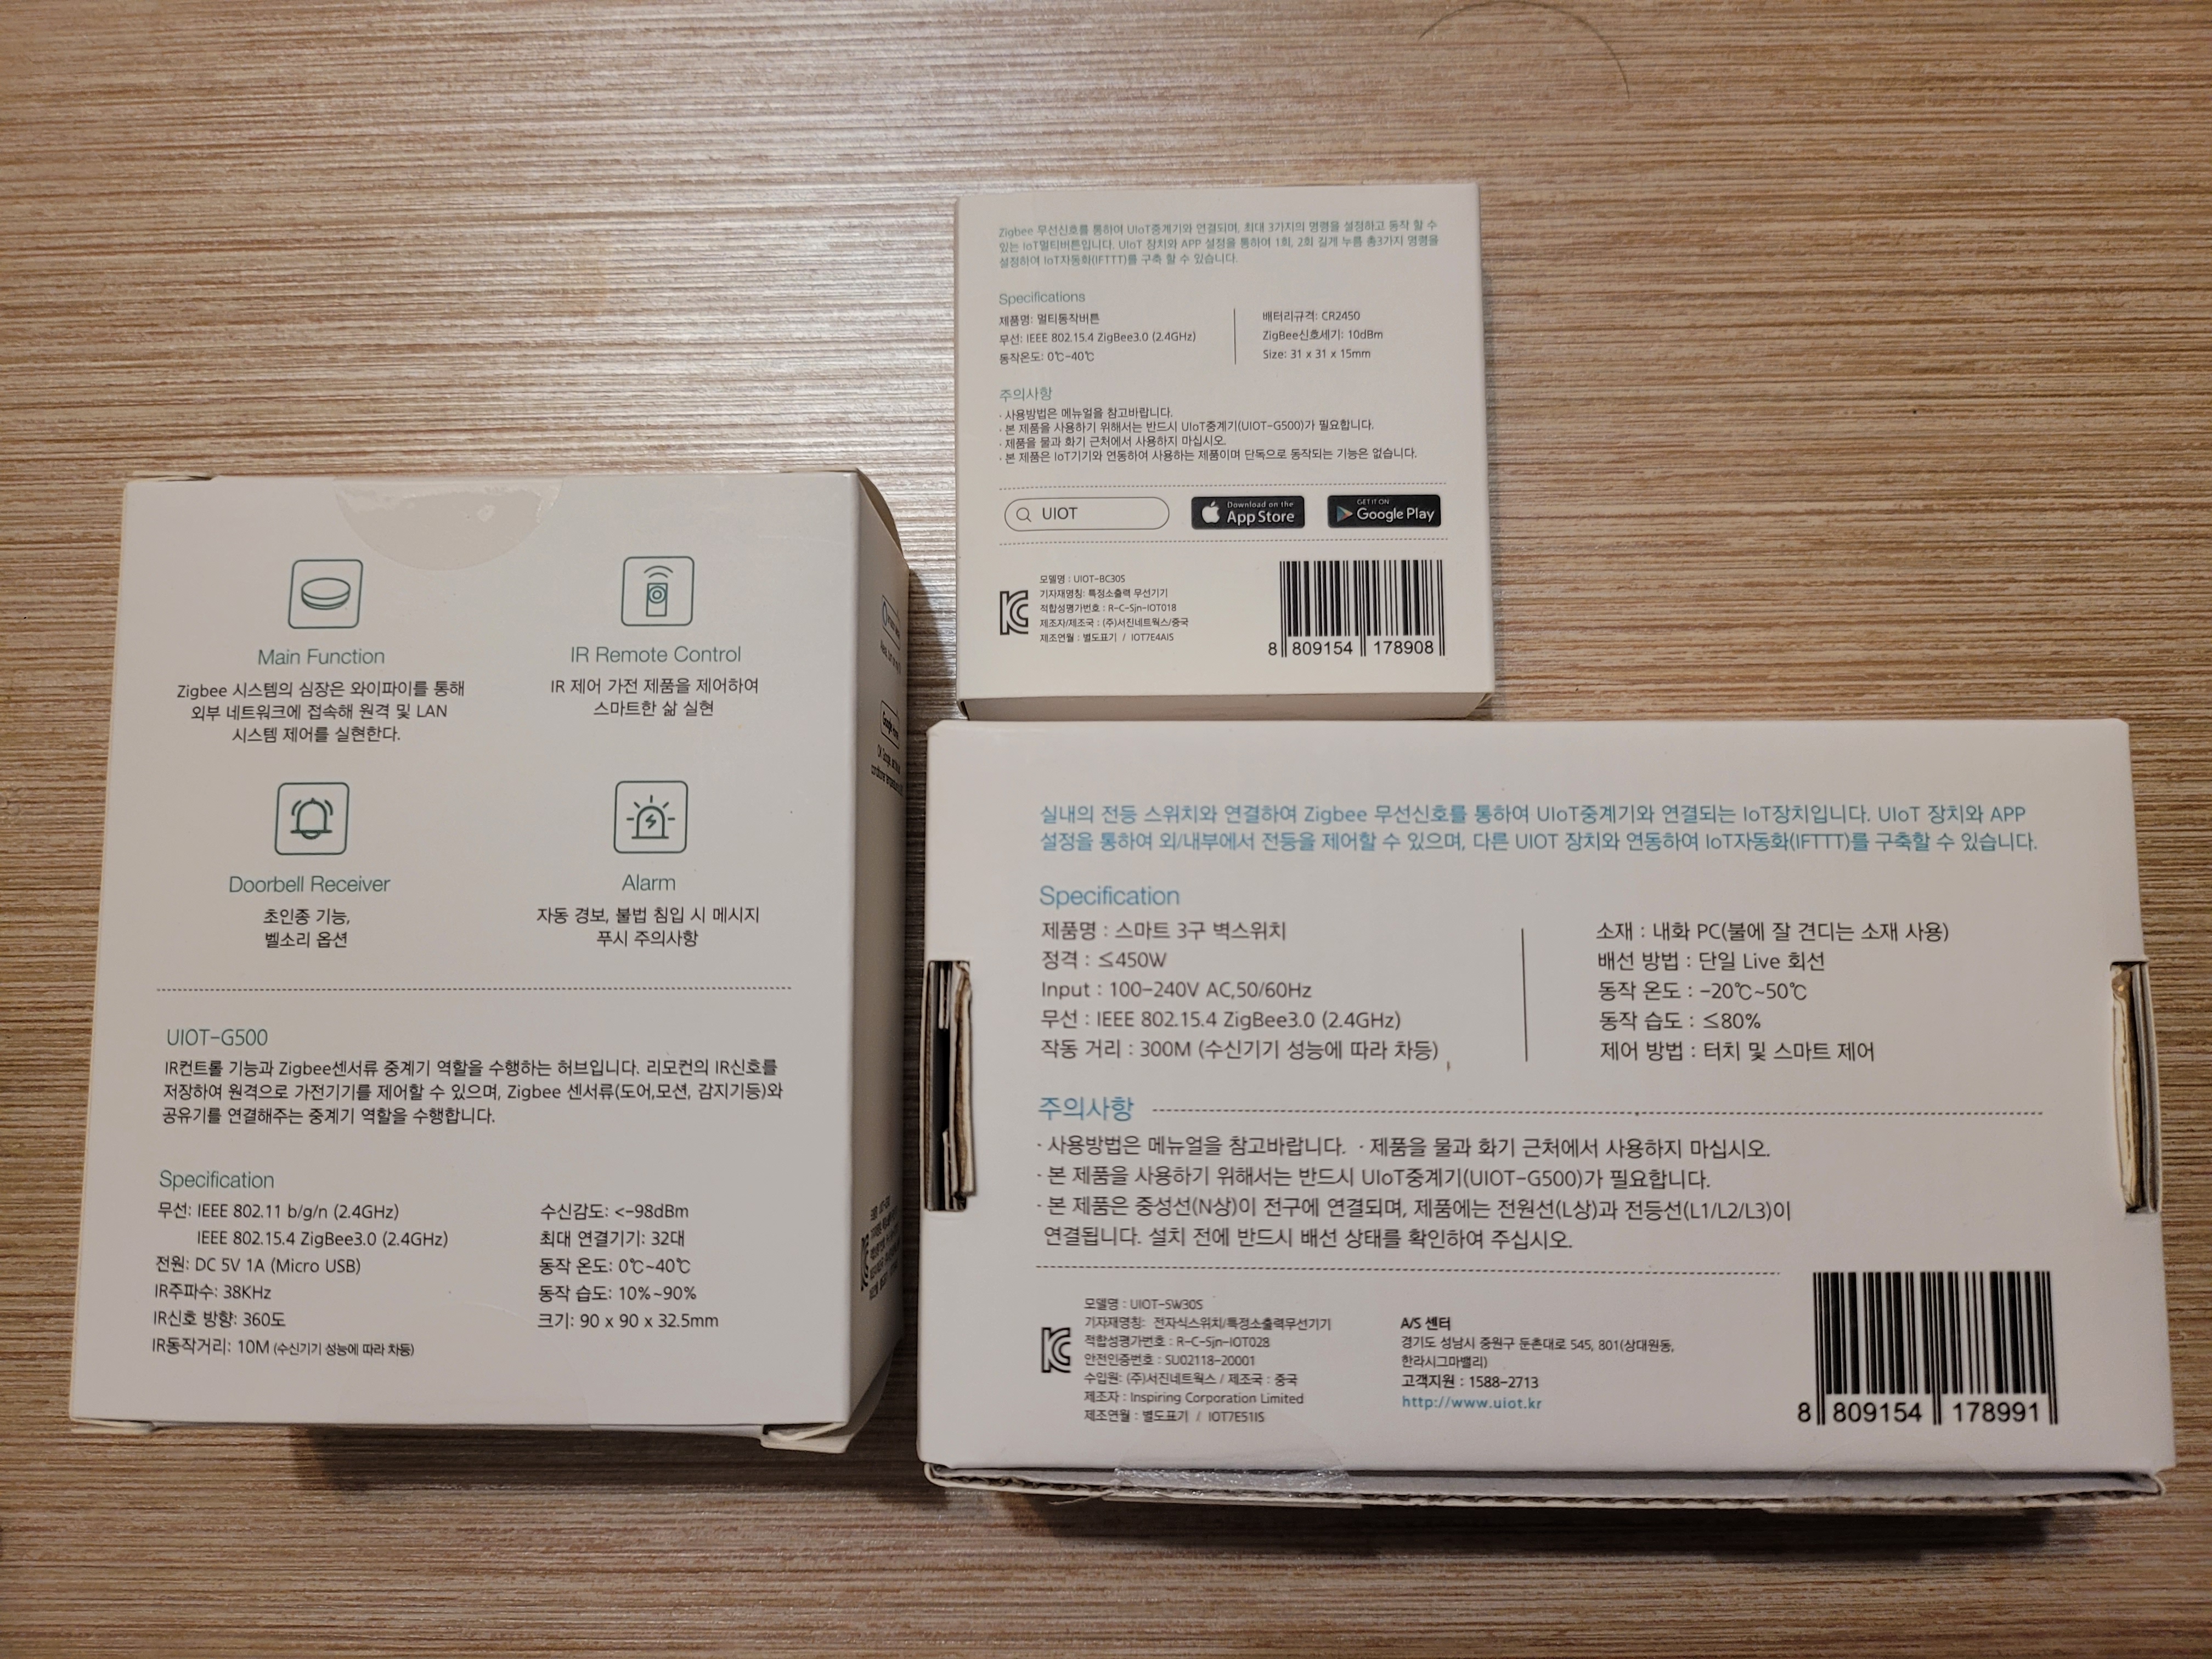 Main Function
Zigbee 시스템의 심장은 와이파이를 통해
외부 네트워크에 접속해 원격 및 LAN
시스템 제어를 실현한다.
IR Remote Control
IR 제어 가전 제품을 제어하여
스마트한 삶 실현
Doorbell Receiver
초인종 기능,
벨소리 옵션
Alarm
자동 경보, 불법 침입 시 메시지
푸시 주의사항
UIOT-G500
IR컨트롤 기능과 Zigbee센서류 중계기 역할을 수행하는 허브입니다. 리모컨의 IR신호를
저장하여 원격으로 가전기기를 제어할 수 있으며, Zigbee 센서류(도어,모션, 감지기등)와
공유기를 연결해주는 중계기 역할을 수행합니다.
Specification
무선: IEEE 802.11 b/g/n (2.4GHz)
IEEE 802.15.4 ZigBee3.0 (2.4GHz)
전원: DC 5V 1A (Micro USB)
IR주파수: 38KHz
IR신호 방향: 360도
IR동작거리: 10M (수신기기 성능에 따라 차등)
수신감도: <-98dBm
최대 연결기기: 32대
동작 온도: 0℃~40℃
동작 습도: 10%~90%
크기: 90 x 90 x 32.5mm
Zigbee 무선신호를 통하여 UIoT중계기와 연결되며, 최대 3가지의 명령을 설정하고 동작 할 수
있는 IoT멀티버튼입니다. UIoT 장치와 APP 설정을 통하여 1회, 2회 길게 누름 총3가지 명령을
설정하여 IoT자동화(IFTTT)를 구축 할 수 있습니다.
Specifications
제품명: 멀티동작버튼
무선: IEEE 802.15.4 ZigBee3.0 (2.4GHz)
동작온도: 0℃-40℃
배터리규격: CR2450
ZigBee신호세기: 10dBm
Size: 31 x 31 x 15mm
주의사항
· 사용방법은 메뉴얼을 참고바랍니다.
· 본 제품을 사용하기 위해서는 반드시 UIoT중계기(UIOT-G500)가 필요합니다.
· 제품을 물과 화기 근처에서 사용하지 마십시오.
· 본 제품은 IoT기기와 연동하여 사용하는 제품이며 단독으로 동작되는 기능은 없습니다.
UIOT
Download on the
App Store
GET IT ON
Google Play
모델명 : UIOT-BC30S
기자재명칭: 특정소출력 무선기기
적합성평가번호 : R-C-Sjn-IOT018
제조자/제조국 : (주)서진네트웍스/중국
제조연월 : 별도표기 / IOT7E4AIS
8 809154 178908
실내의 전등 스위치와 연결하여 Zigbee 무선신호를 통하여 UIoT중계기와 연결되는 IoT장치입니다. UIoT 장치와 APP
설정을 통하여 외/내부에서 전등을 제어할 수 있으며, 다른 UIOT 장치와 연동하여 IoT자동화(IFTTT)를 구축할 수 있습니다.
Specification
제품명 : 스마트 3구 벽스위치
정격 : ≤450W
Input : 100-240V AC,50/60Hz
무선 : IEEE 802.15.4 ZigBee3.0 (2.4GHz)
작동 거리 : 300M (수신기기 성능에 따라 차등)
소재 : 내화 PC(불에 잘 견디는 소재 사용)
배선 방법 : 단일 Live 회선
동작 온도 : -20℃~50℃
동작 습도 : ≤80%
제어 방법 : 터치 및 스마트 제어
주의사항
· 사용방법은 메뉴얼을 참고바랍니다. · 제품을 물과 화기 근처에서 사용하지 마십시오.
· 본 제품을 사용하기 위해서는 반드시 UIoT중계기(UIOT-G500)가 필요합니다.
· 본 제품은 중성선(N상)이 전구에 연결되며, 제품에는 전원선(L상)과 전등선(L1/L2/L3)이
연결됩니다. 설치 전에 반드시 배선 상태를 확인하여 주십시오.
모델명 : UIOT-SW30S
기자재명칭: 전자식스위치/특정소출력무선기기
적합성평가번호 : R-C-Sjn-IOT028
안전인증번호 : SU02118-20001
수입원: (주)서진네트웍스 / 제조국 : 중국
제조자 : Inspiring Corporation Limited
제조연월 : 별도표기 / IOT7E51IS
A/S 센터
경기도 성남시 중원구 둔촌대로 545, 801(상대원동,
한라시그마밸리)
고객지원 : 1588-2713
http://www.uiot.kr
8 809154 178991